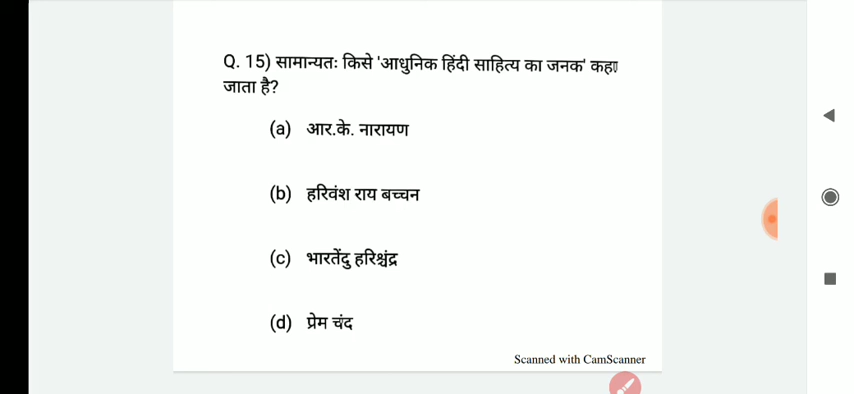 Q. 15) सामान्यतः किसे 'आधुनिक हिंदी साहित्य का जनक' कहा
जाता है?
(a) आर.के. नारायण
(b) हरिवंश राय बच्चन
(c) भारतेंदु हरिश्चंद्र
(d) प्रेम चंद
Scanned with CamScanner